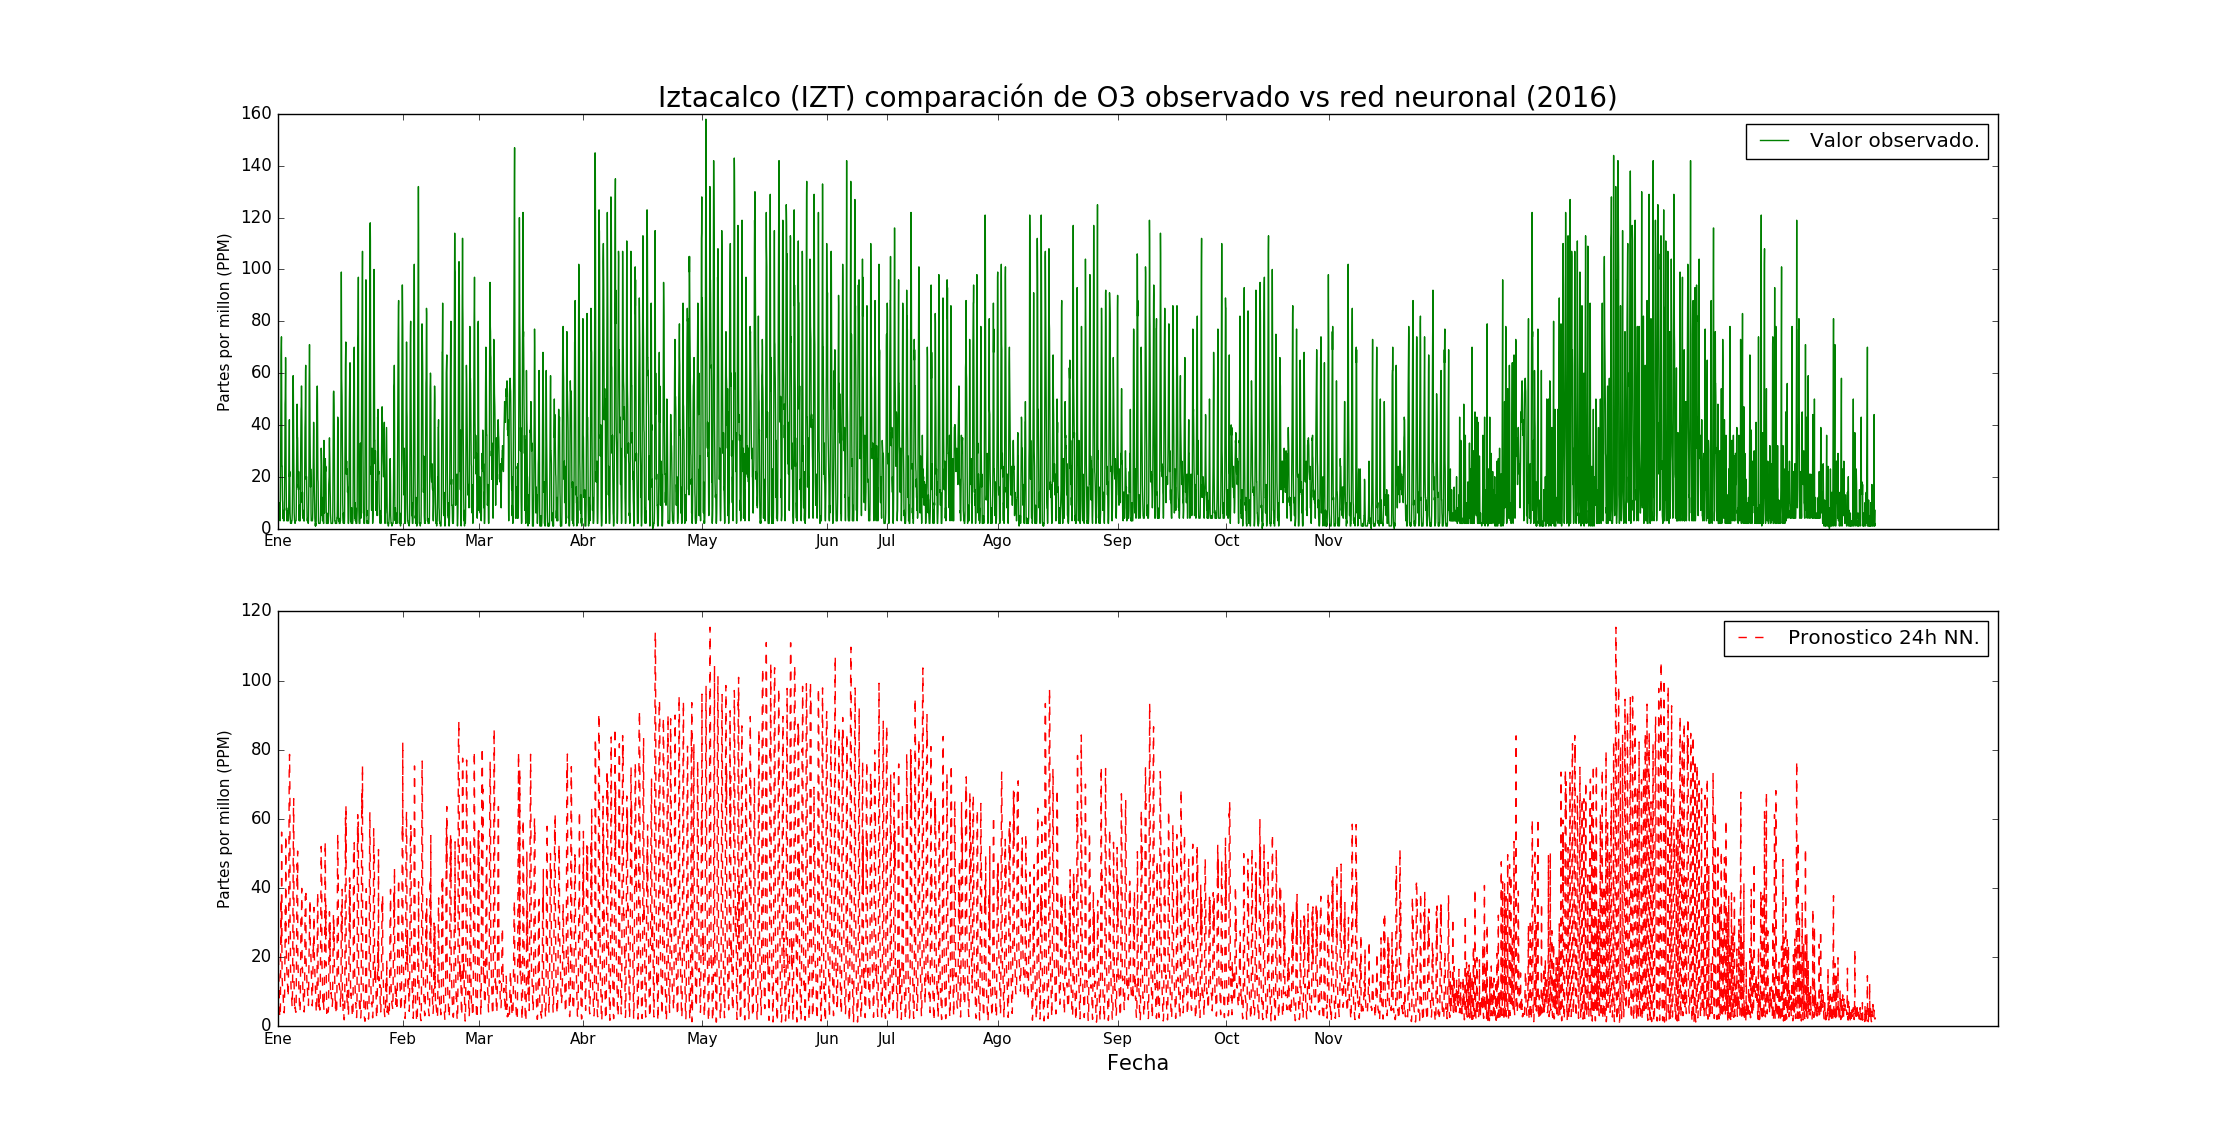 Iztacalco (IZT) comparación de O3 observado vs red neuronal (2016)
160
140
120
100
80
60
40
20
0
Partes por millon (PPM)
Valor observado.
Ene Feb Mar Abr May Jun Jul Ago Sep Oct Nov
120
100
80
60
40
20
0
Partes por millon (PPM)
Pronostico 24h NN.
Ene Feb Mar Abr May Jun Jul Ago Sep Oct Nov
Fecha